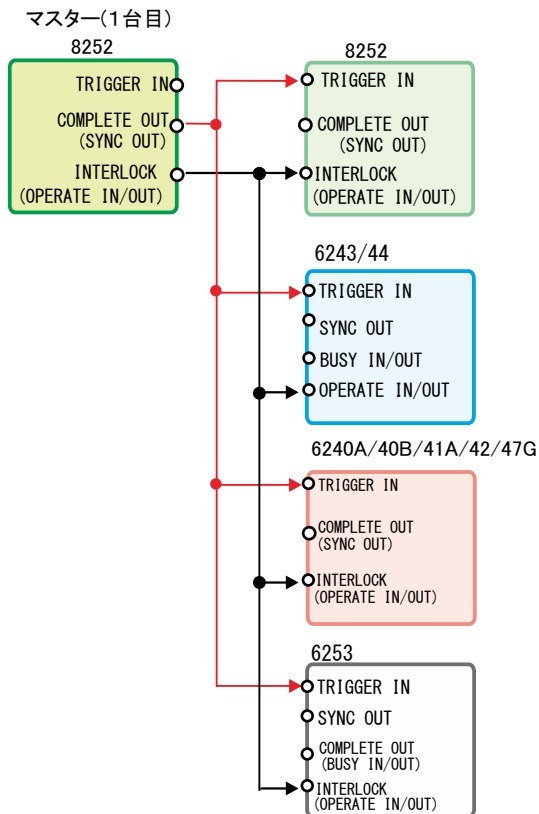 マスター(1台目)
8252
TRIGGER IN
COMPLETE OUT
(SYNC OUT)
INTERLOCK
(OPERATE IN/OUT)
8252
TRIGGER IN
COMPLETE OUT
(SYNC OUT)
INTERLOCK
(OPERATE IN/OUT)
6243/44
TRIGGER IN
SYNC OUT
BUSY IN/OUT
OPERATE IN/OUT
6240A/40B/41A/42/47G
TRIGGER IN
COMPLETE OUT
(SYNC OUT)
INTERLOCK
(OPERATE IN/OUT)
6253
TRIGGER IN
SYNC OUT
COMPLETE OUT
(BUSY IN/OUT)
INTERLOCK
(OPERATE IN/OUT)